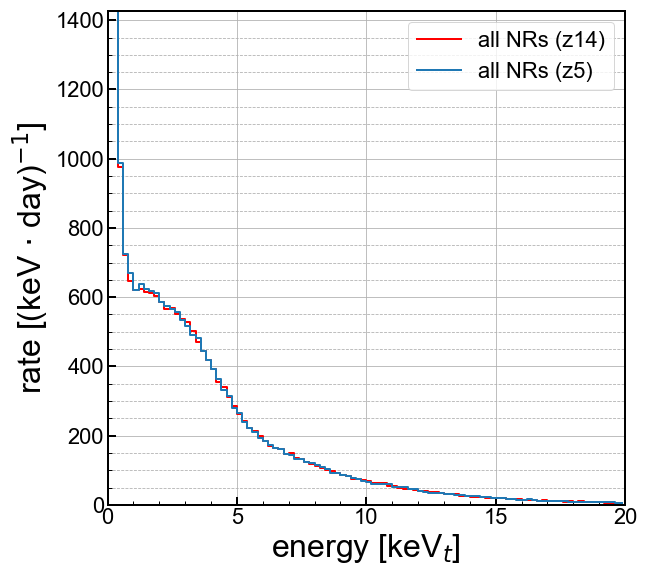 1400
1200
1000
800
600
400
200
0
rate [(keV · day)⁻¹]
all NRs (z14)
all NRs (z5)
0 5 10 15 20
energy [keVₜ]